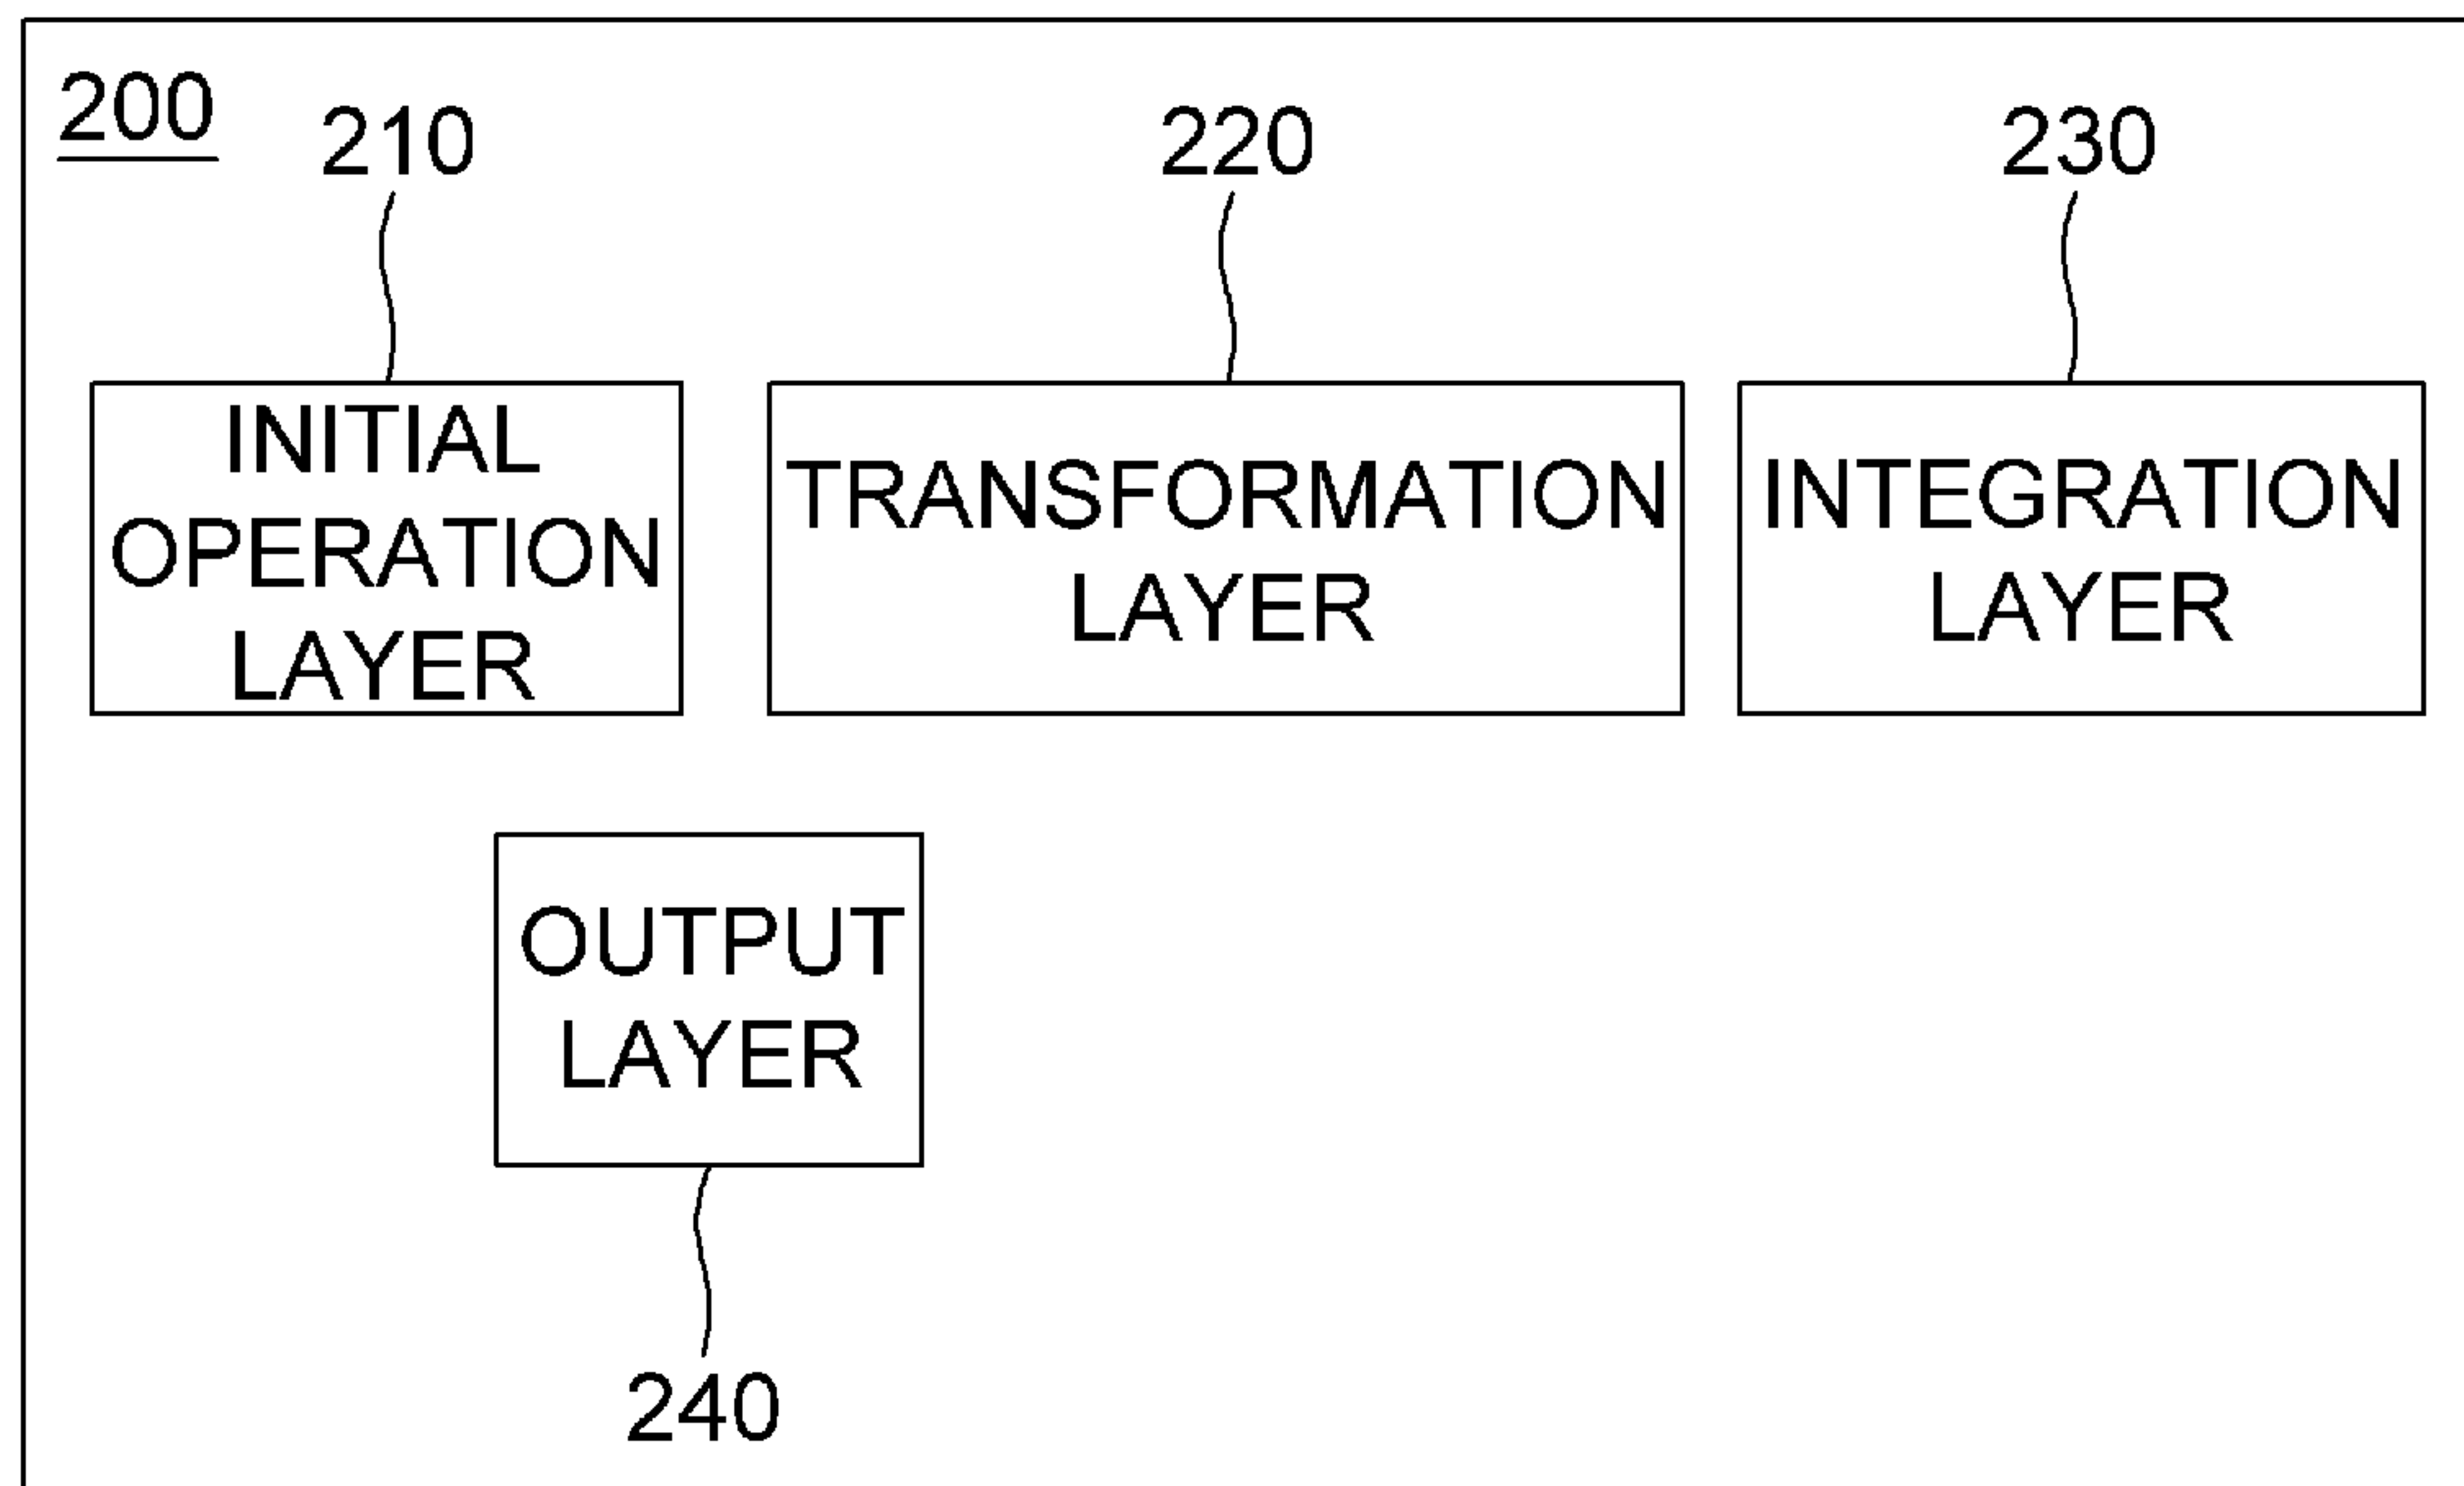 200
210
220
230
INITIAL
OPERATION
LAYER
TRANSFORMATION
LAYER
INTEGRATION
LAYER
OUTPUT
LAYER
240